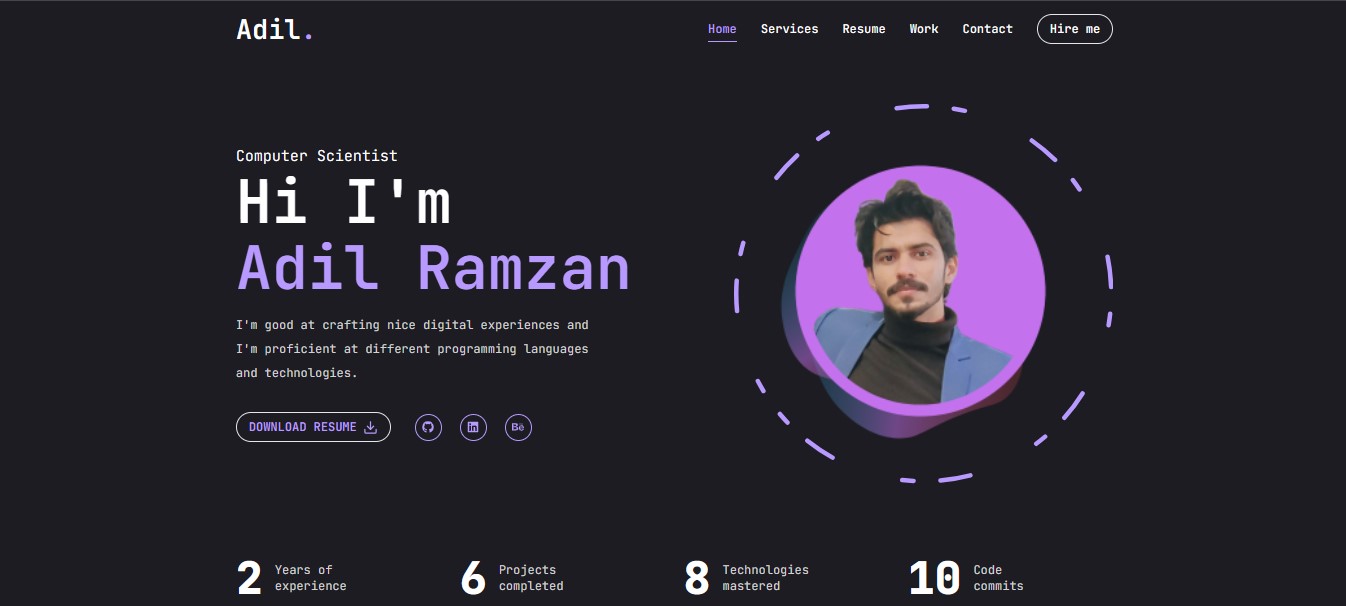 Adil.
Home Services Resume Work Contact Hire me
Computer Scientist
Hi I'm
Adil Ramzan
I'm good at crafting nice digital experiences and
I'm proficient at different programming languages
and technologies.
DOWNLOAD RESUME
Bē
2 Years of
experience
6 Projects
completed
8 Technologies
mastered
10 Code
commits